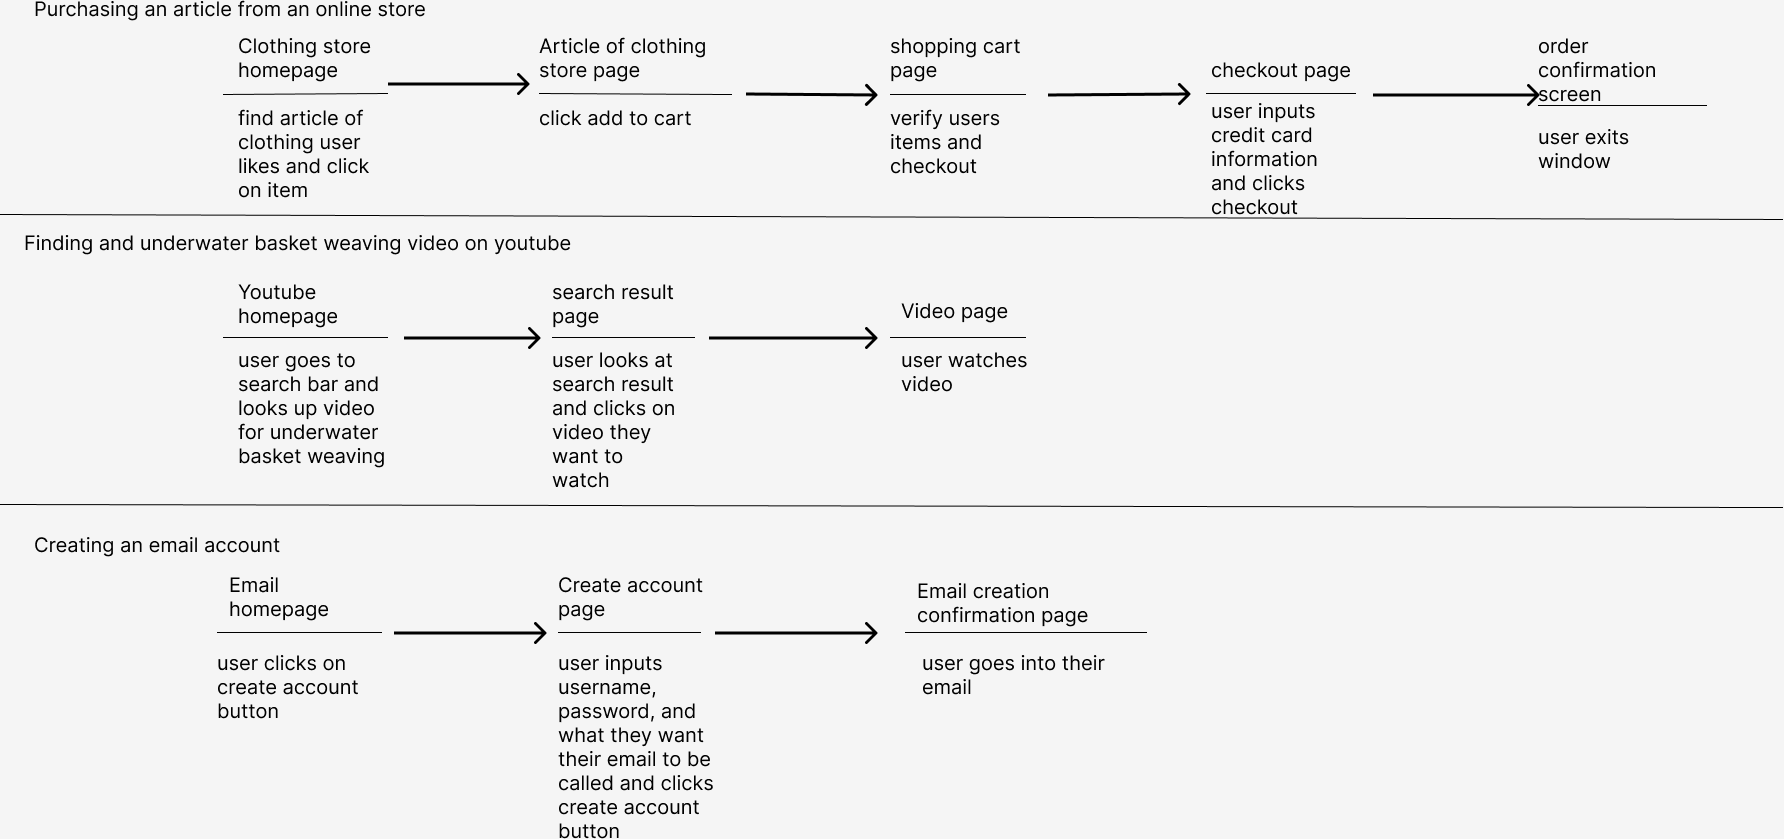 Purchasing an article from an online store
Clothing store
homepage
find article of
clothing user
likes and click
on item
Article of clothing
store page
click add to cart
shopping cart
page
verify users
items and
checkout
checkout page
user inputs
credit card
information
and clicks
checkout
order
confirmation
screen
user exits
window
Finding and underwater basket weaving video on youtube
Youtube
homepage
user goes to
search bar and
looks up video
for underwater
basket weaving
search result
page
user looks at
search result
and clicks on
video they
want to
watch
Video page
user watches
video
Creating an email account
Email
homepage
user clicks on
create account
button
Create account
page
user inputs
username,
password, and
what they want
their email to be
called and clicks
create account
button
Email creation
confirmation page
user goes into their
email